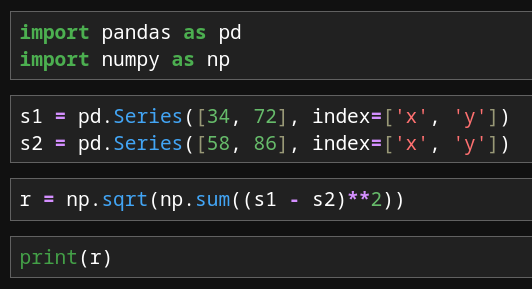 import pandas as pd
import numpy as np
s1 = pd.Series([34, 72], index=['x', 'y'])
s2 = pd.Series([58, 86], index=['x', 'y'])
r = np.sqrt(np.sum((s1 - s2)**2))
print(r)